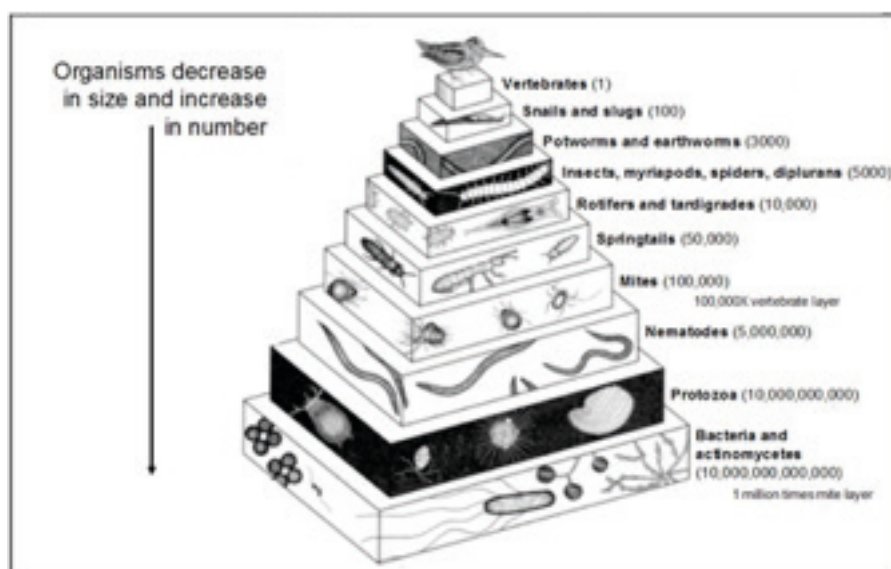 Organisms decrease
in size and increase
in number
Vertebrates (1)
Snails and slugs (100)
Potworms and earthworms (3000)
Insects, myriapods, spiders, diplurans (5000)
Rotifers and tardigrades (10,000)
Springtails (50,000)
Mites (100,000)
100,000X vertebrate layer
Nematodes (5,000,000)
Protozoa (10,000,000,000)
Bacteria and
actinomycetes
(10,000,000,000,000)
1 million times mite layer